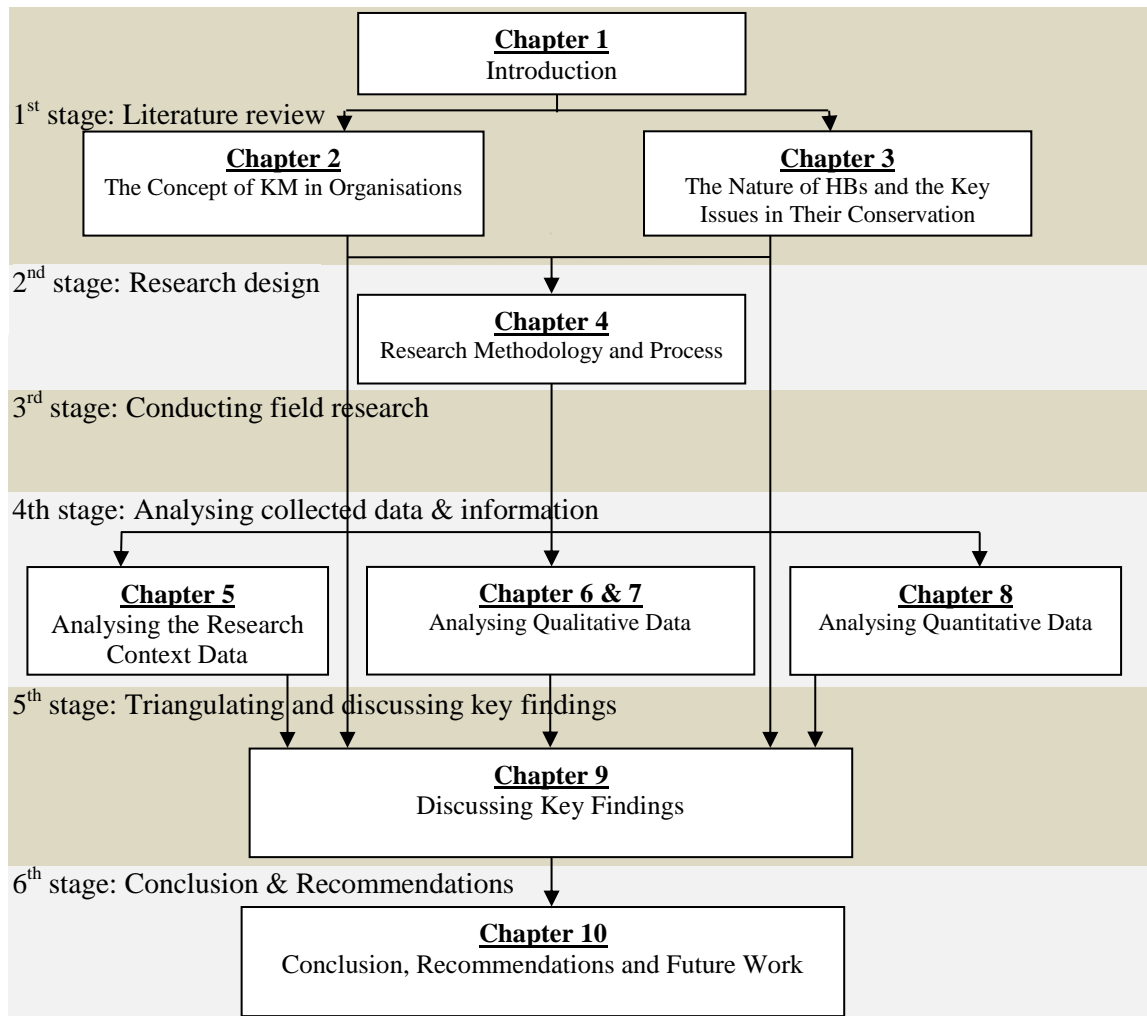 Chapter 1
Introduction
1st stage: Literature review
Chapter 2
The Concept of KM in Organisations
Chapter 3
The Nature of HBs and the Key
Issues in Their Conservation
2nd stage: Research design
Chapter 4
Research Methodology and Process
3rd stage: Conducting field research
4th stage: Analysing collected data & information
Chapter 5
Analysing the Research
Context Data
Chapter 6 & 7
Analysing Qualitative Data
Chapter 8
Analysing Quantitative Data
5th stage: Triangulating and discussing key findings
Chapter 9
Discussing Key Findings
6th stage: Conclusion & Recommendations
Chapter 10
Conclusion, Recommendations and Future Work